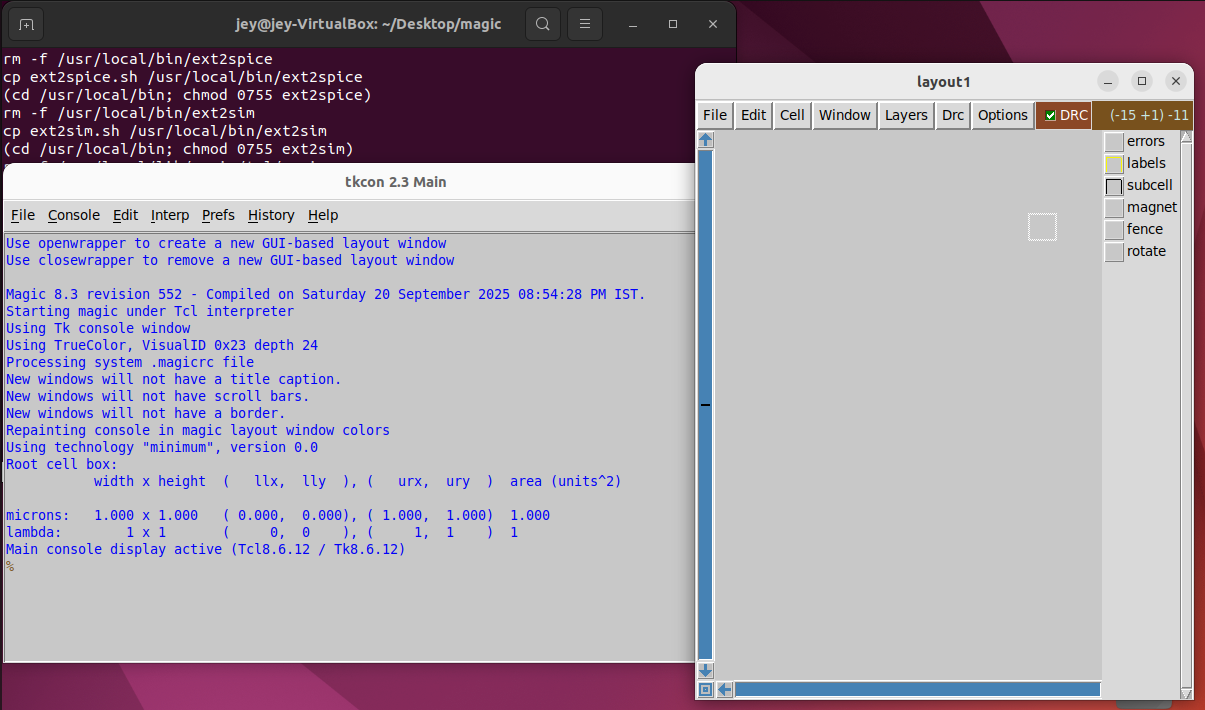 jey@jey-VirtualBox: ~/Desktop/magic
rm -f /usr/local/bin/ext2spice
cp ext2spice.sh /usr/local/bin/ext2spice
(cd /usr/local/bin; chmod 0755 ext2spice)
rm -f /usr/local/bin/ext2sim
cp ext2sim.sh /usr/local/bin/ext2sim
(cd /usr/local/bin; chmod 0755 ext2sim)
tkcon 2.3 Main
File Console Edit Interp Prefs History Help
Use openwrapper to create a new GUI-based layout window
Use closewrapper to remove a new GUI-based layout window
Magic 8.3 revision 552 - Compiled on Saturday 20 September 2025 08:54:28 PM IST.
Starting magic under Tcl interpreter
Using Tk console window
Using TrueColor, VisualID 0x23 depth 24
Processing system .magicrc file
New windows will not have a title caption.
New windows will not have scroll bars.
New windows will not have a border.
Repainting console in magic layout window colors
Using technology "minimum", version 0.0
Root cell box:
width x height ( llx, lly ), ( urx, ury ) area (units^2)
microns: 1.000 x 1.000 ( 0.000, 0.000), ( 1.000, 1.000) 1.000
lambda: 1 x 1 ( 0, 0 ), ( 1, 1 ) 1
Main console display active (Tcl8.6.12 / Tk8.6.12)
%
layout1
File Edit Cell Window Layers Drc Options DRC (-15 +1) -11
errors
labels
subcell
magnet
fence
rotate